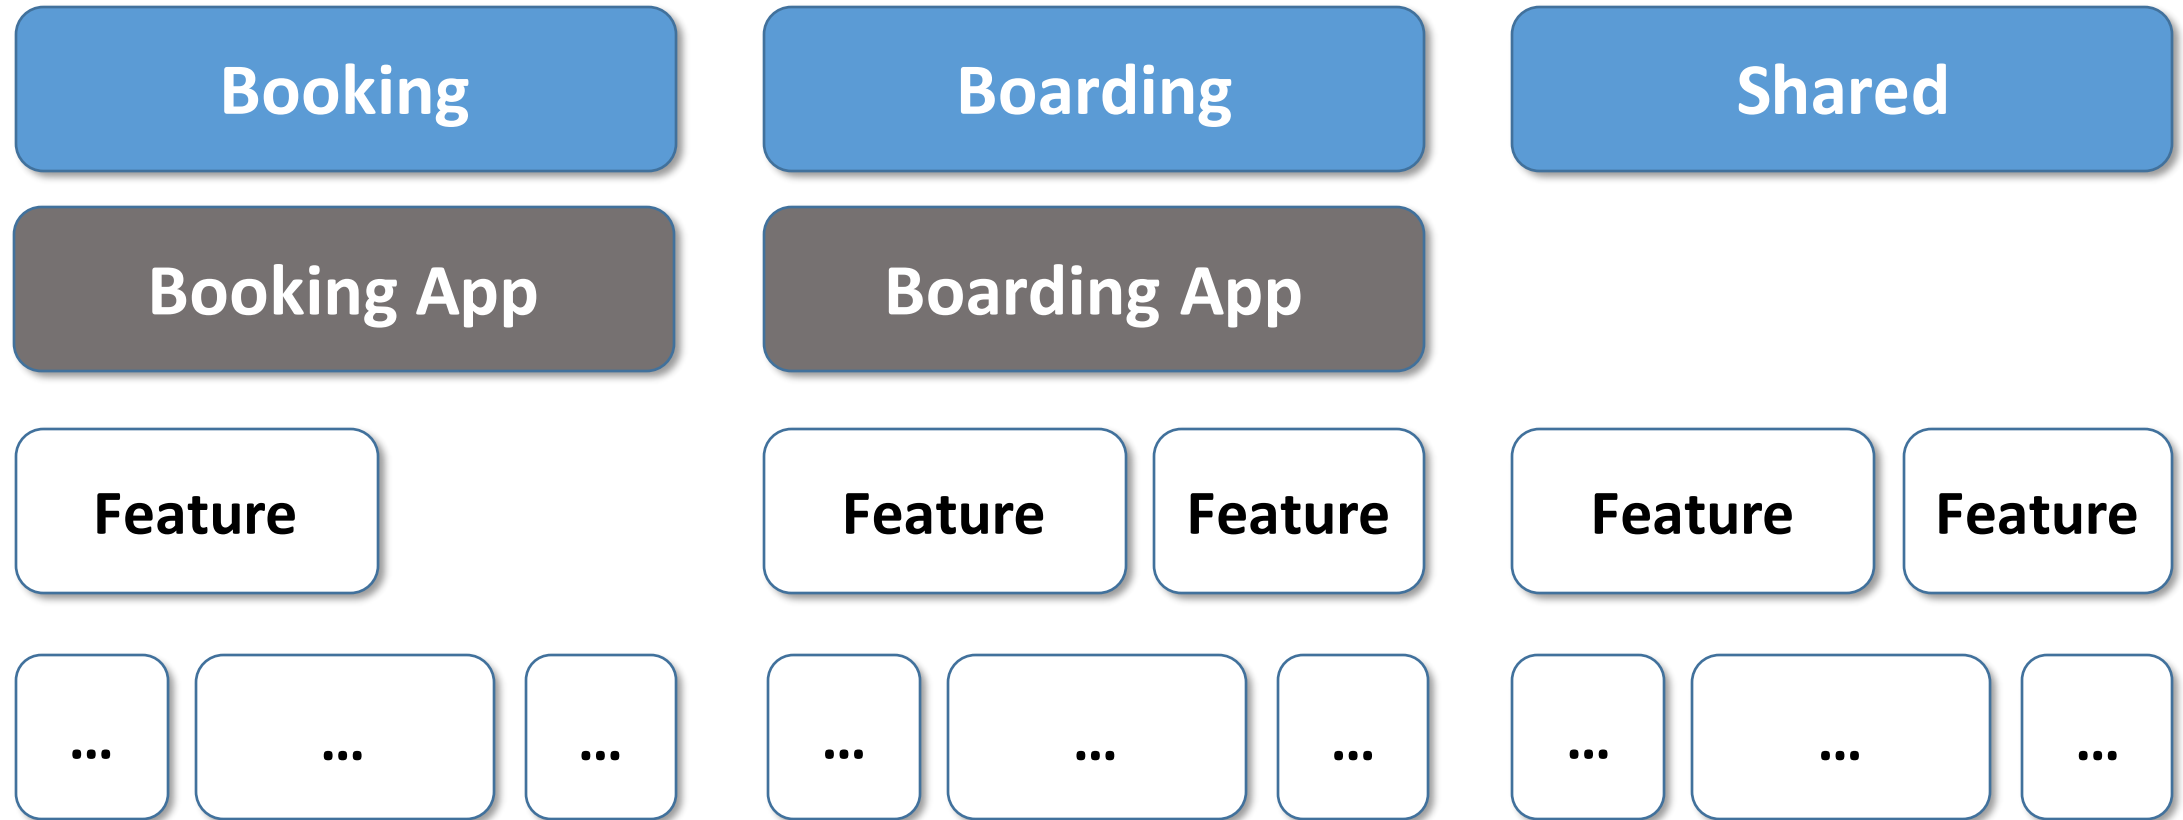 Booking
Boarding
Shared
Booking App
Boarding App
Feature
Feature
Feature
Feature
Feature
...
...
...
...
...
...
...
...
...